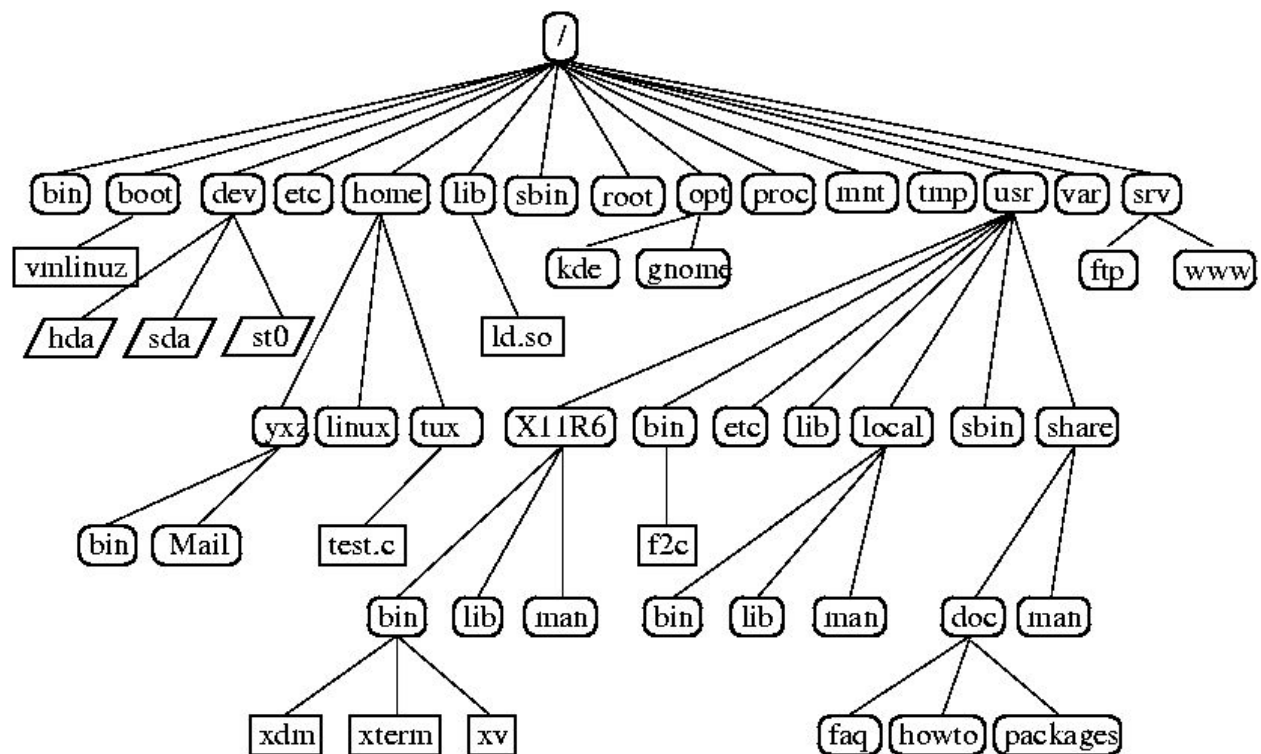 /
bin boot dev etc home lib sbin root opt proc mnt tmp usr var srv
vmlinuz kde gnome ftp www
hda sda st0 ld.so
yxz linux tux X11R6 bin etc lib local sbin share
bin Mail test.c f2c
bin lib man bin lib man doc man
xdm xterm xv faq howto packages